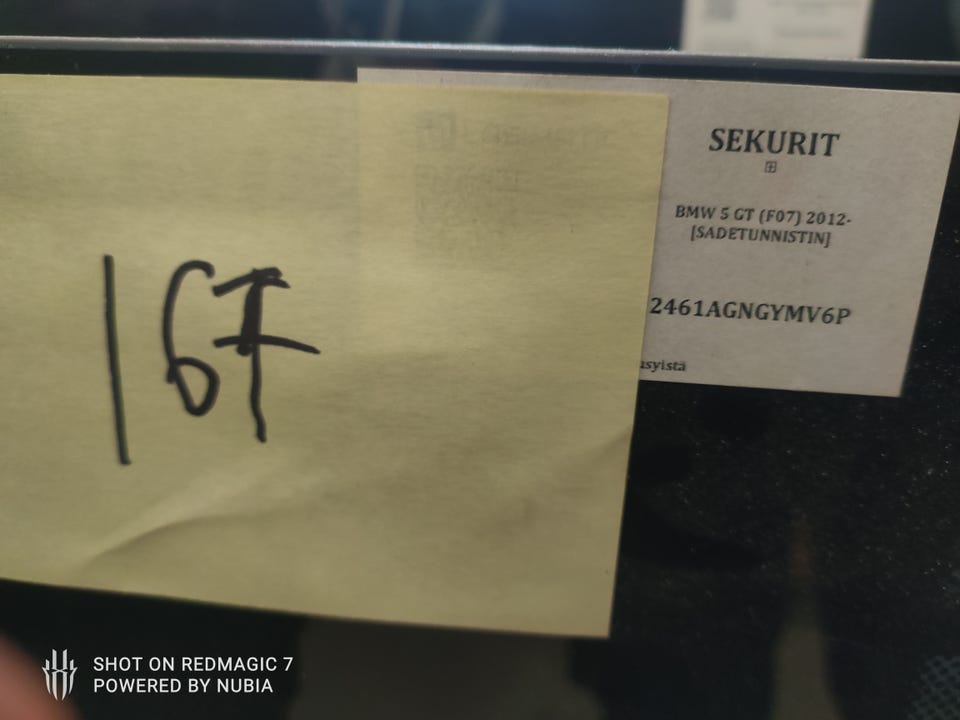 167
SEKURIT
BMW 5 GT (F07) 2012-
[SADETUNNISTIN]
2461AGNGYMV6P
SHOT ON REDMAGIC 7
POWERED BY NUBIA